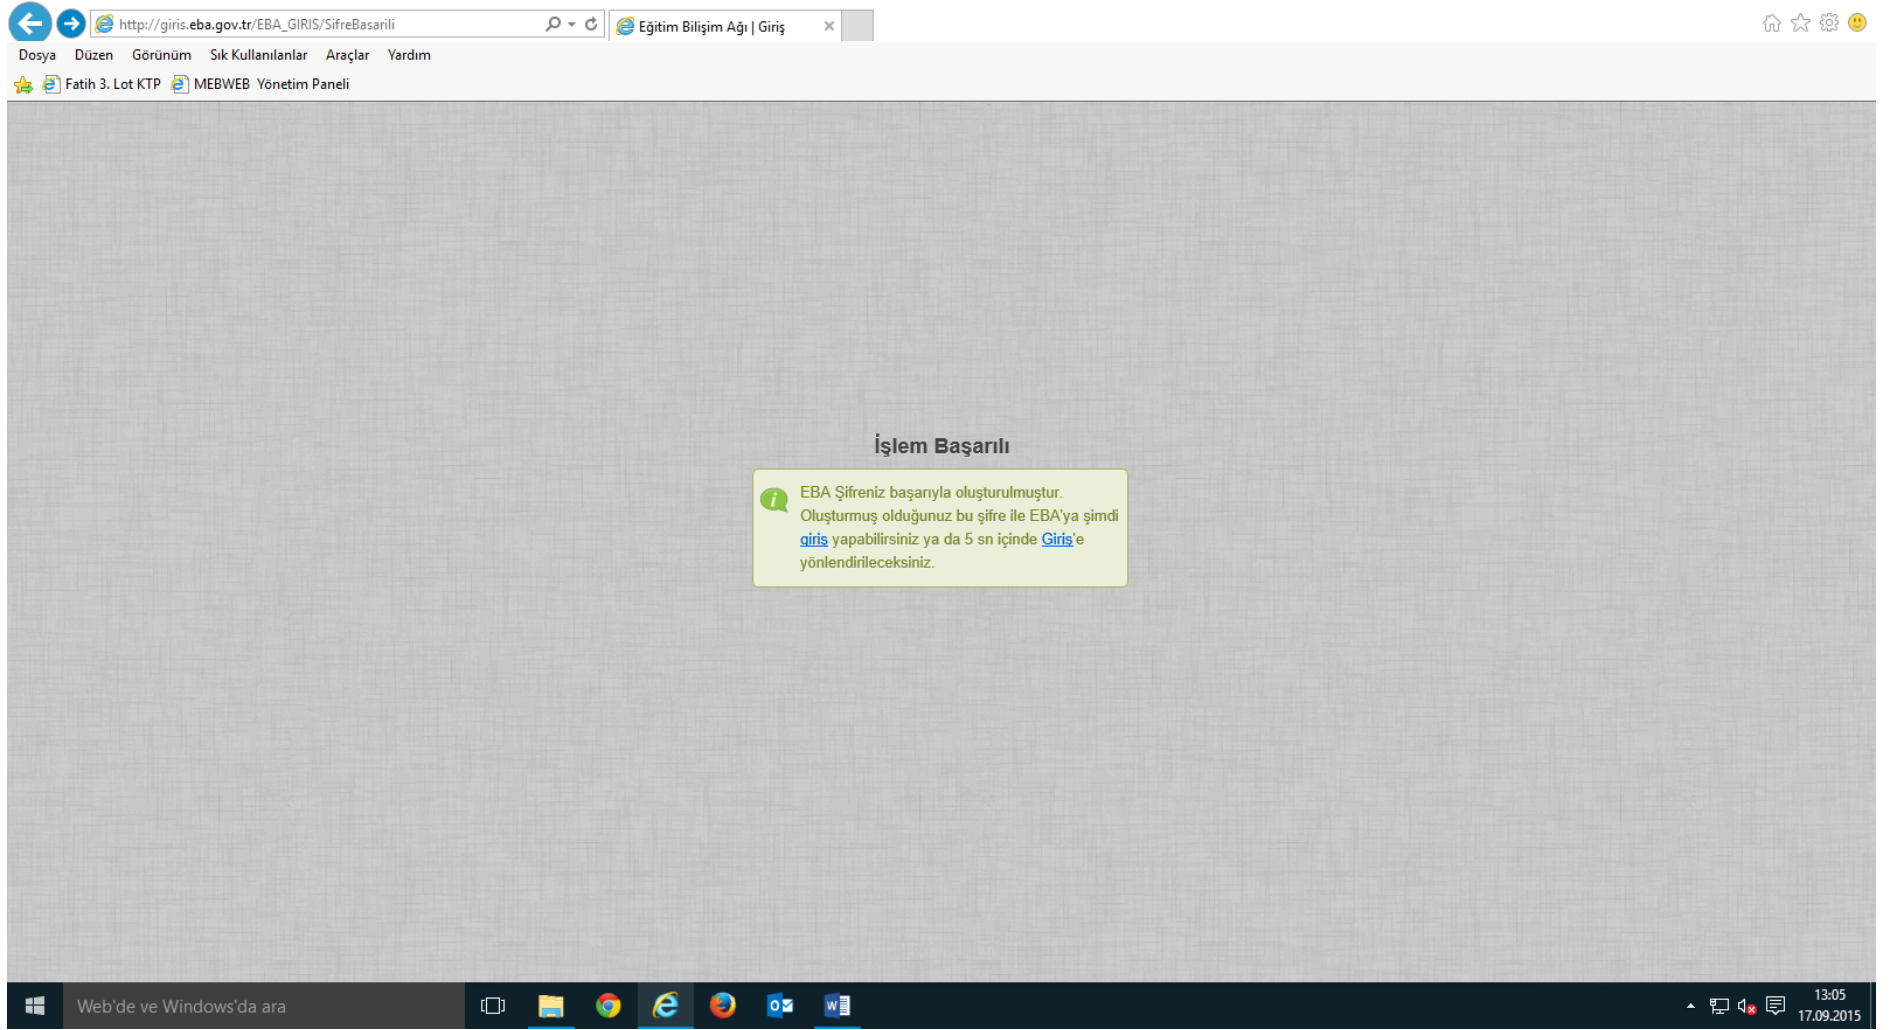 http://giris.eba.gov.tr/EBA_GIRIS/SifreBasarili
Eğitim Bilişim Ağı | Giriş
Dosya Düzen Görünüm Sık Kullanılanlar Araçlar Yardım
Fatih 3. Lot KTP MEBWEB Yönetim Paneli
İşlem Başarılı
EBA Şifreniz başarıyla oluşturulmuştur.
Oluşturmuş olduğunuz bu şifre ile EBA'ya şimdi
giriş yapabilirsiniz ya da 5 sn içinde Giriş'e
yönlendirileceksiniz.
Web'de ve Windows'da ara
13:05
17.09.2015